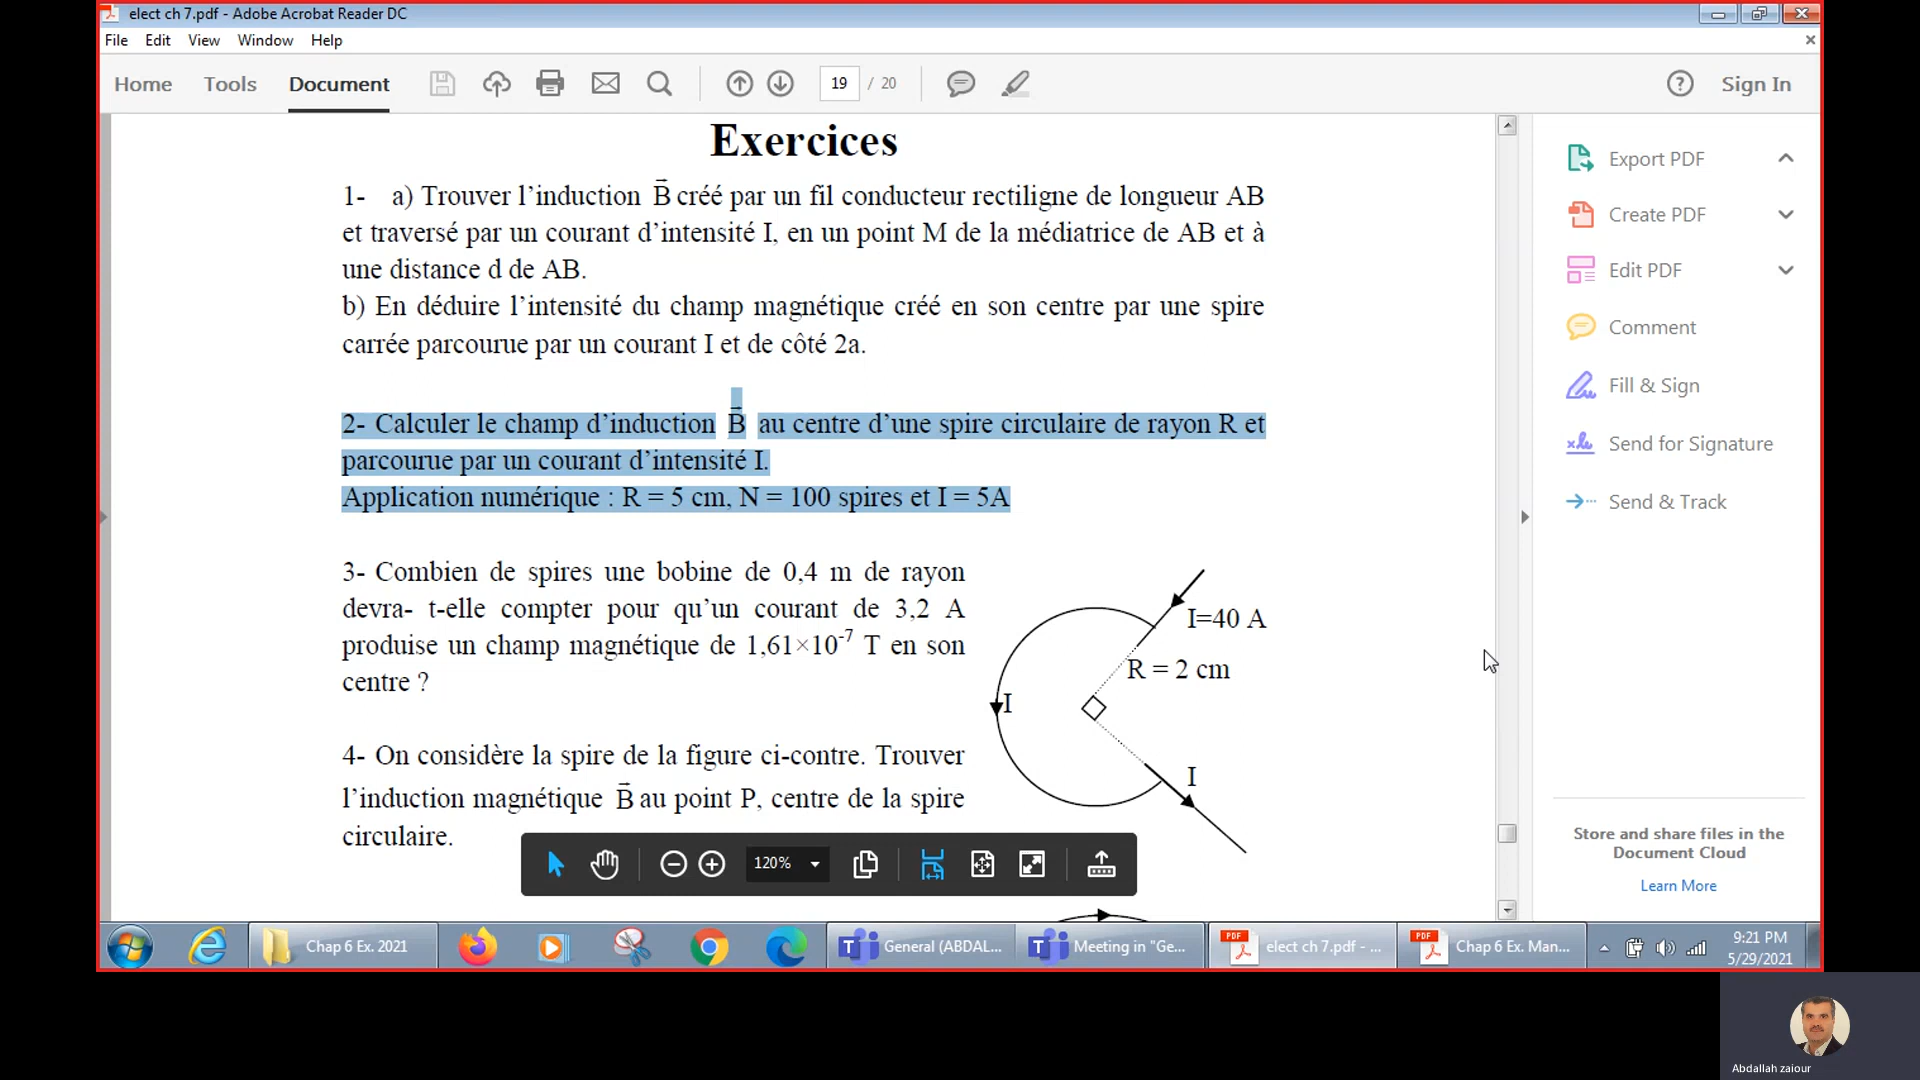 elect ch 7.pdf - Adobe Acrobat Reader DC
File Edit View Window Help
Home Tools Document 19 / 20 Sign In
Exercices
1- a) Trouver l’induction B⃗ créé par un fil conducteur rectiligne de longueur AB
et traversé par un courant d’intensité I, en un point M de la médiatrice de AB et à
une distance d de AB.
b) En déduire l’intensité du champ magnétique créé en son centre par une spire
carrée parcourue par un courant I et de côté 2a.
2- Calculer le champ d’induction B⃗ au centre d’une spire circulaire de rayon R et
parcourue par un courant d’intensité I.
Application numérique : R = 5 cm, N = 100 spires et I = 5A
3- Combien de spires une bobine de 0,4 m de rayon
devra- t-elle compter pour qu’un courant de 3,2 A
produise un champ magnétique de 1,61×10⁻⁷ T en son
centre ?
4- On considère la spire de la figure ci-contre. Trouver
l’induction magnétique B⃗ au point P, centre de la spire
circulaire.
I=40 A
R = 2 cm
I
I
120%
Export PDF
Create PDF
Edit PDF
Comment
Fill & Sign
Send for Signature
Send & Track
Store and share files in the
Document Cloud
Learn More
Chap 6 Ex. 2021
General (ABDAL...
Meeting in "Ge...
elect ch 7.pdf - ...
Chap 6 Ex. Man...
9:21 PM
5/29/2021
Abdallah zaiour